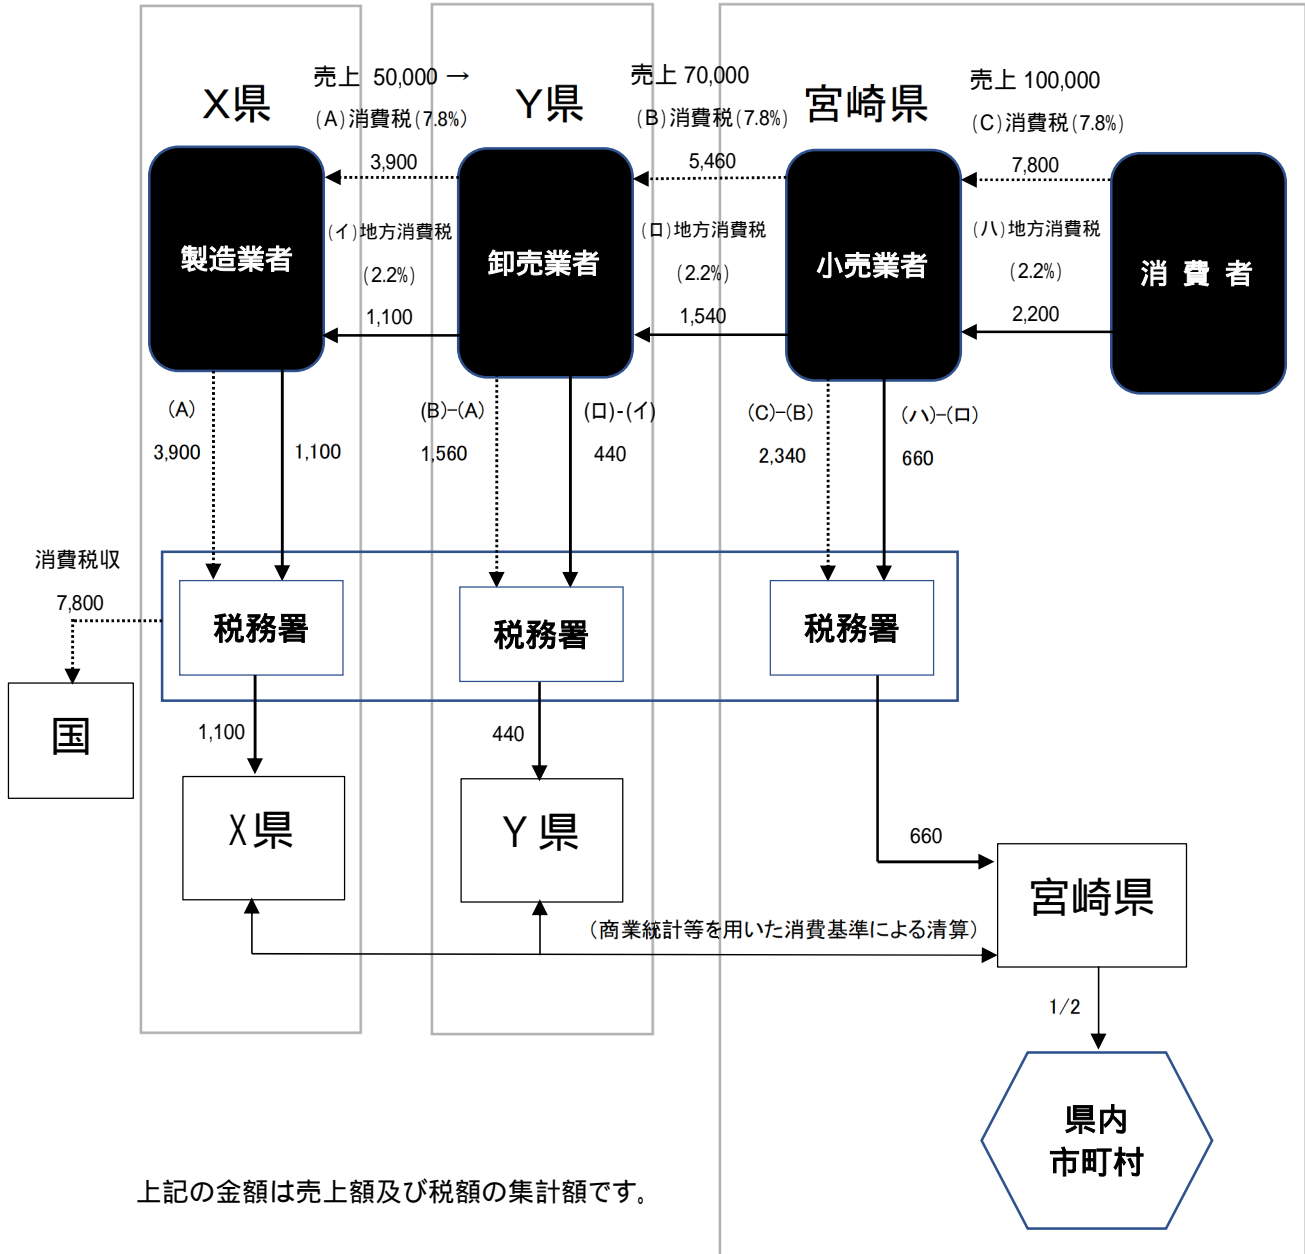 X県
売上 50,000 →
(A)消費税(7.8%)
3,900
(イ)地方消費税
(2.2%)
1,100
製造業者
Y県
売上 70,000
(B)消費税(7.8%)
5,460
(ロ)地方消費税
(2.2%)
1,540
卸売業者
宮崎県
売上 100,000
(C)消費税(7.8%)
7,800
(ハ)地方消費税
(2.2%)
2,200
小売業者
消 費 者
(A)
3,900
1,100
(B)-(A)
1,560
(ロ)-(イ)
440
(C)-(B)
2,340
(ハ)-(ロ)
660
消費税収
7,800
国
税務署
税務署
税務署
1,100
440
660
X県
Y 県
宮崎県
(商業統計等を用いた消費基準による清算)
1/2
県内
市町村
上記の金額は売上額及び税額の集計額です。